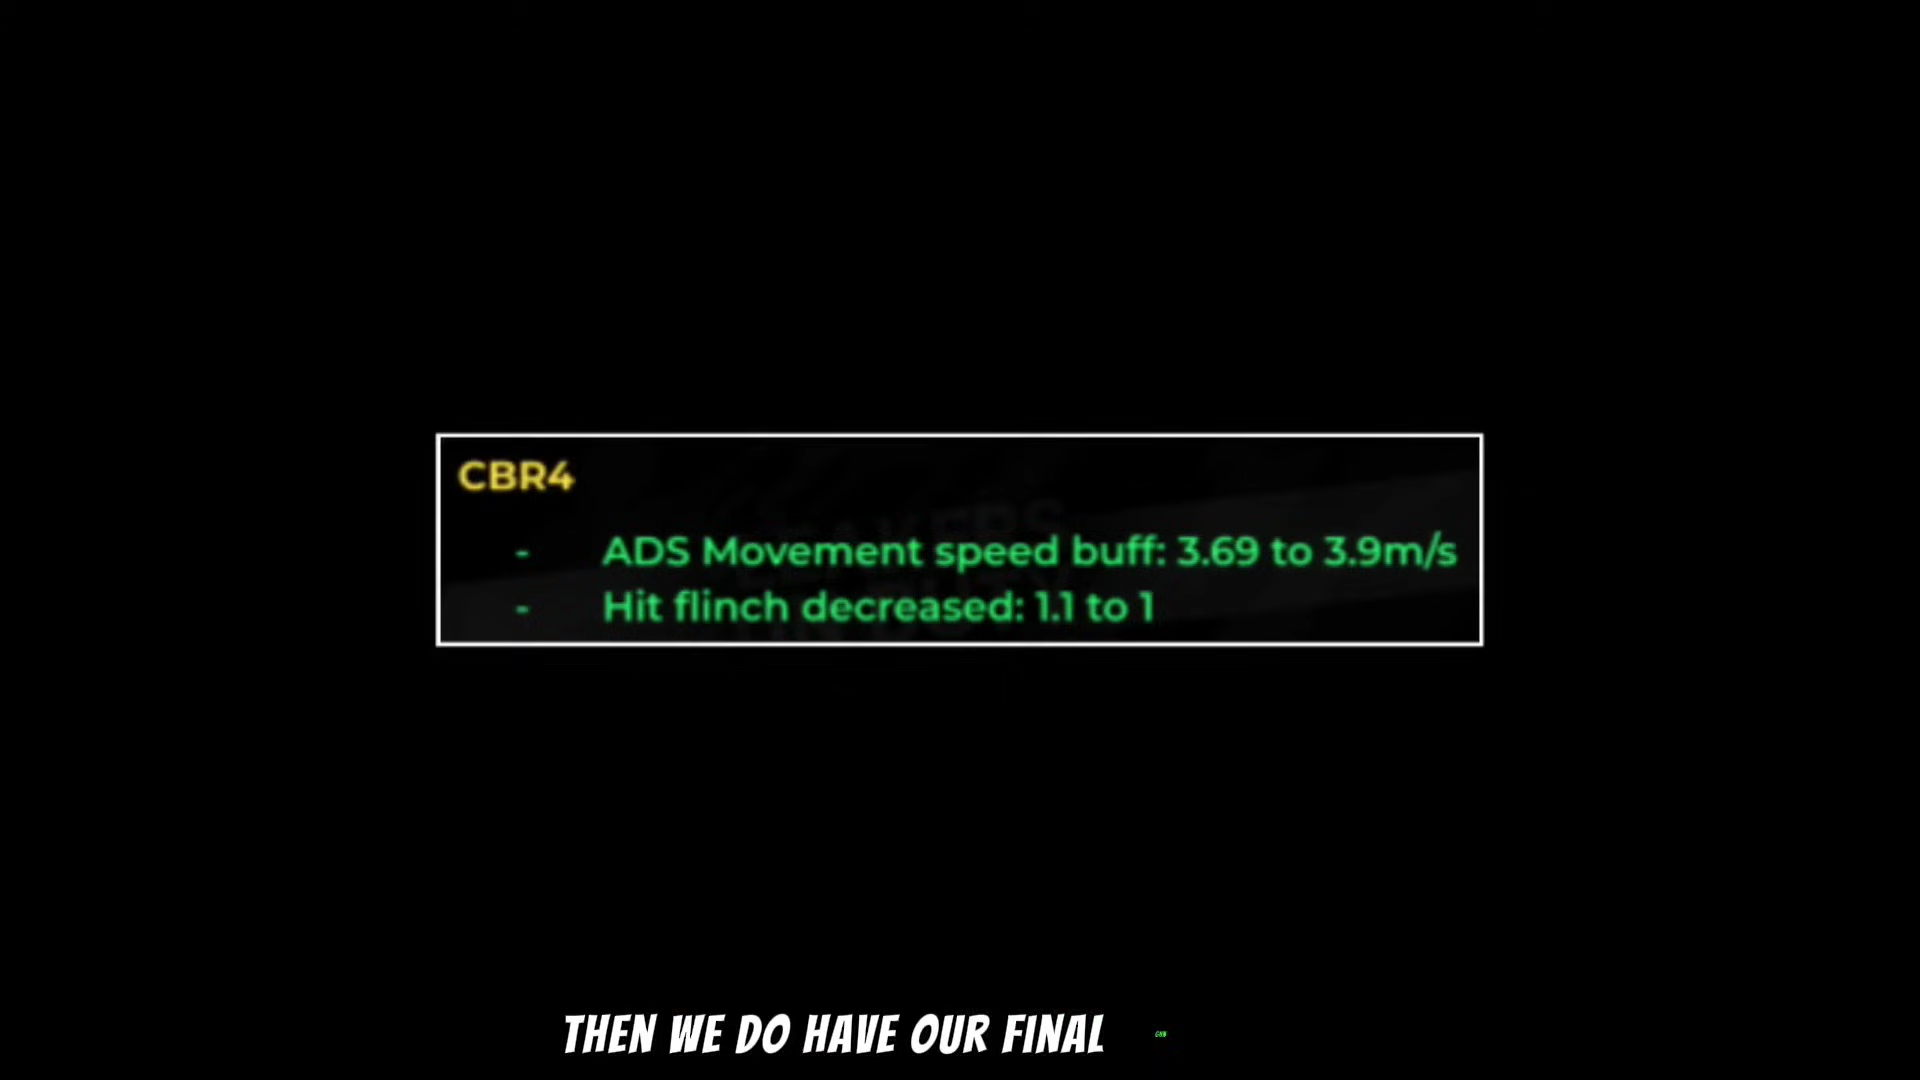 CBR4
- ADS Movement speed buff: 3.69 to 3.9m/s
- Hit flinch decreased: 1.1 to 1
THEN WE DO HAVE OUR FINAL